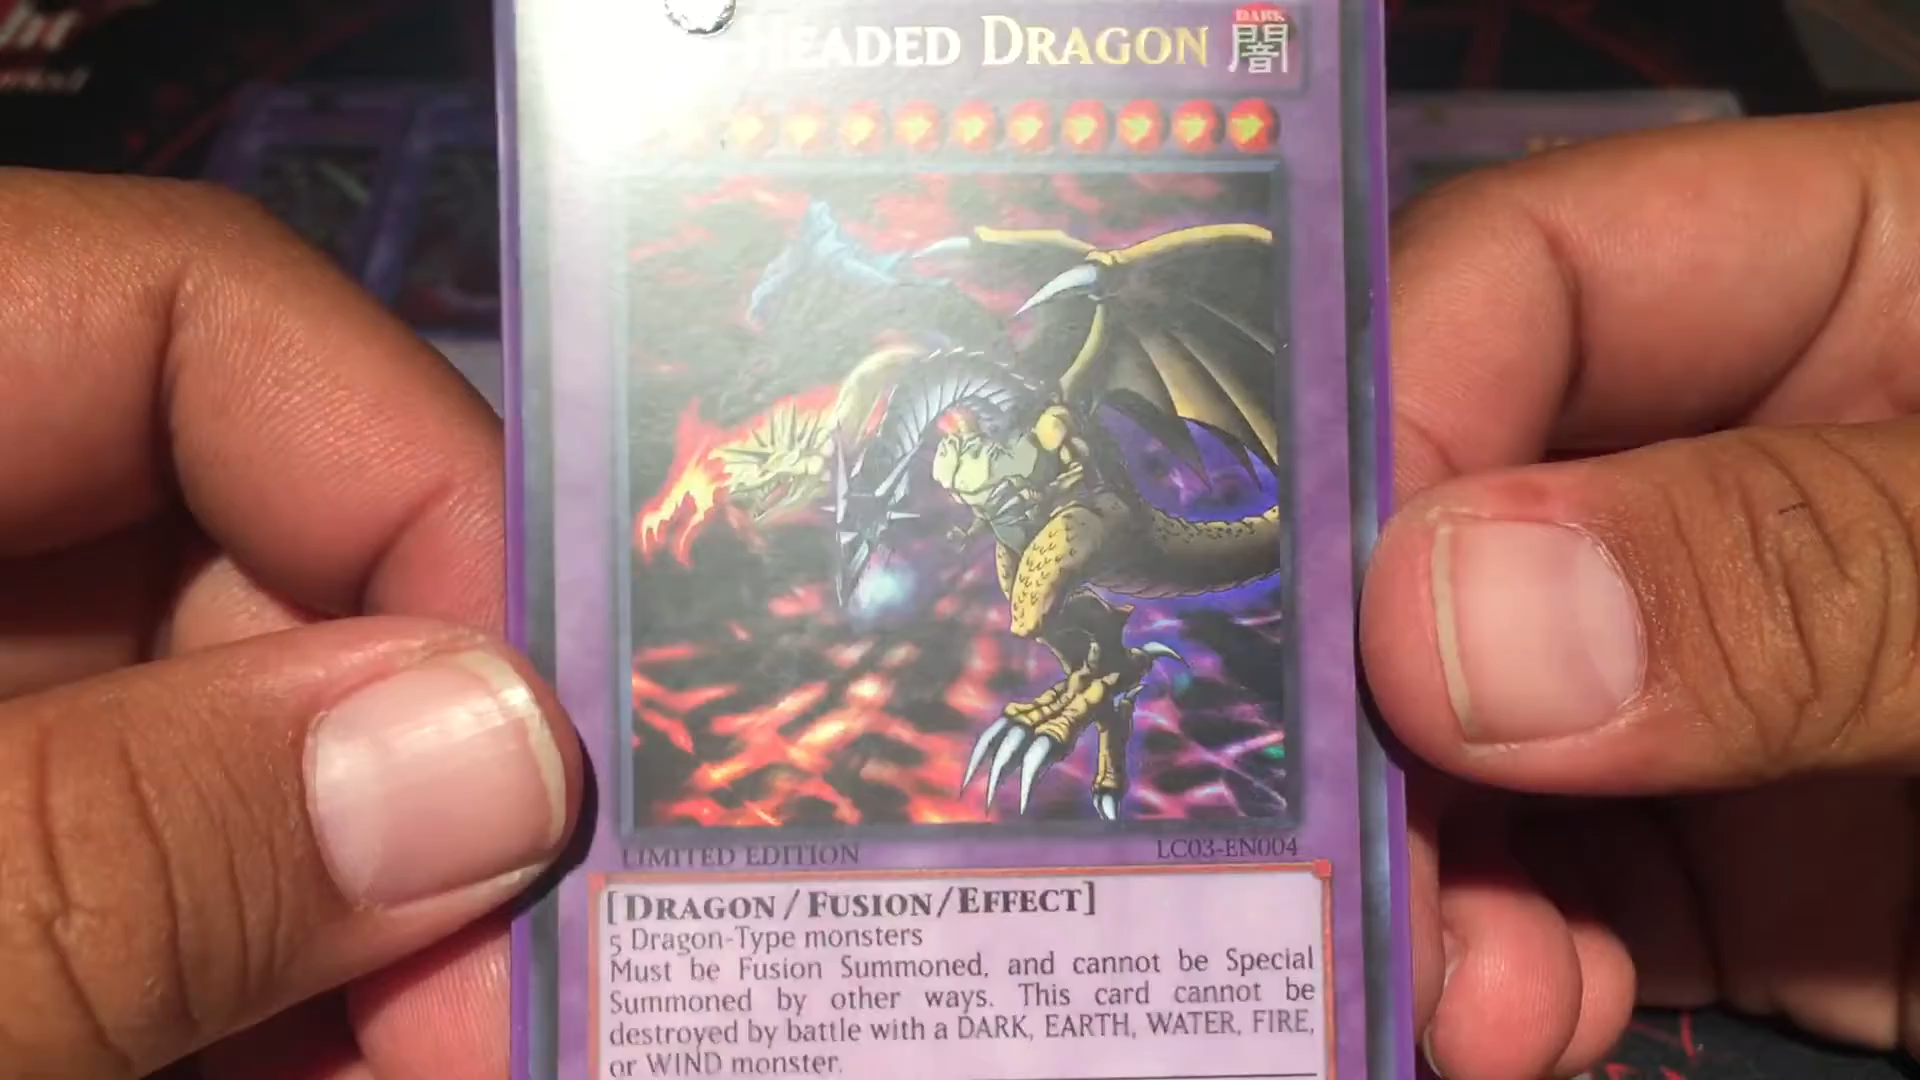 HEADED DRAGON
DARK
闇
LIMITED EDITION
LC03-EN004
[DRAGON/FUSION/EFFECT]
5 Dragon-Type monsters
Must be Fusion Summoned, and cannot be Special
Summoned by other ways. This card cannot be
destroyed by battle with a DARK, EARTH, WATER, FIRE,
or WIND monster.